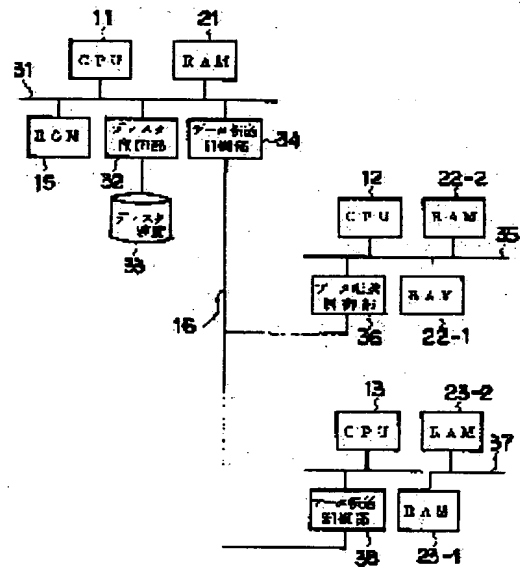 11
21
31
CPU
RAM
ROM
ディスク
制御部
データ転送
制御部
34
15
32
ディスク
装置
33
12
22-2
CPU
RAM
35
16
データ転送
制御部
RAM
36
22-1
13
23-2
CPU
RAM
37
データ転送
制御部
RAM
38
23-1